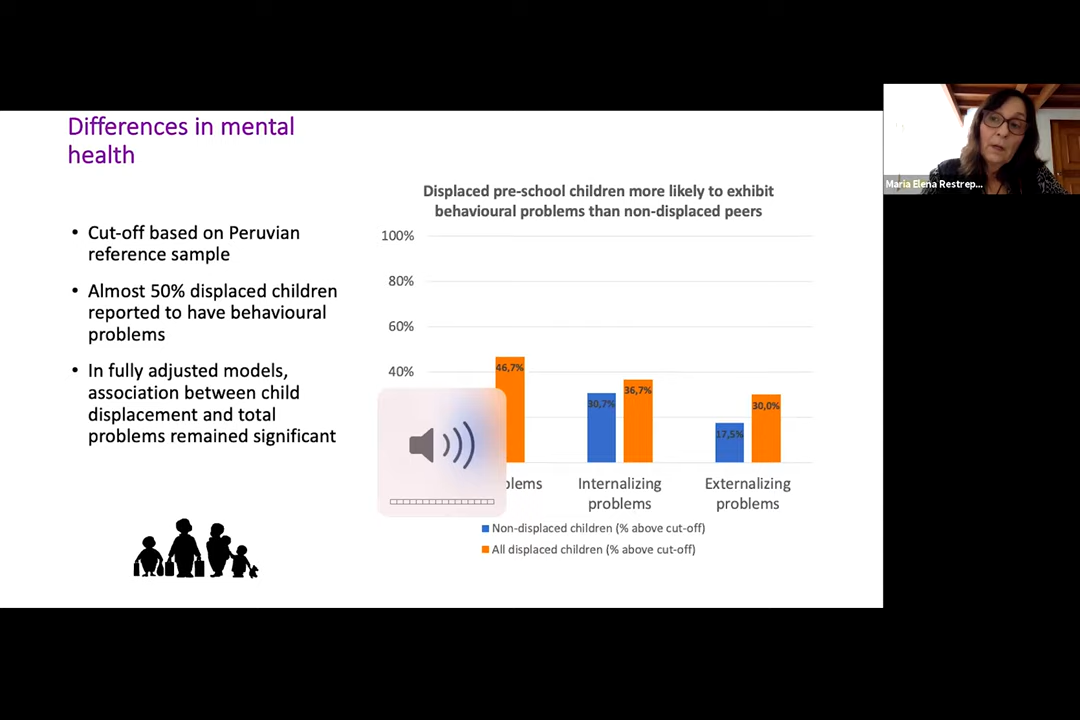 Differences in mental
health
• Cut-off based on Peruvian
reference sample
• Almost 50% displaced children
reported to have behavioural
problems
• In fully adjusted models,
association between child
displacement and total
problems remained significant
Displaced pre-school children more likely to exhibit
behavioural problems than non-displaced peers
100%
80%
60%
40%
46,7%
30,7%
36,7%
17,5%
30,0%
blems
Internalizing
problems
Externalizing
problems
Non-displaced children (% above cut-off)
All displaced children (% above cut-off)
Maria Elena Restrep...